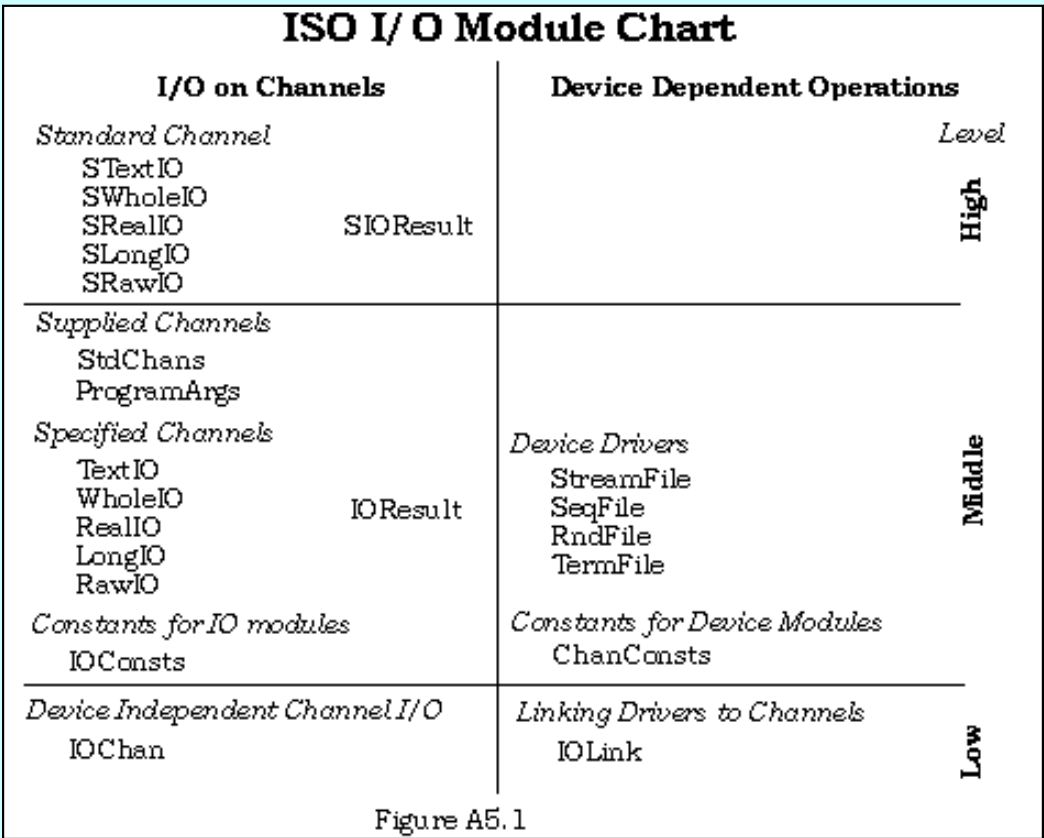 ISO I/O Module Chart
I/O on Channels
Device Dependent Operations
Level
Standard Channel
STextIO
SWholeIO
SRealIO
SLongIO
SRawIO
SIOResult
High
Supplied Channels
StdChans
ProgramArgs
Specified Channels
TextIO
WholeIO
RealIO
LongIO
RawIO
IOResult
Device Drivers
StreamFile
SeqFile
RndFile
TermFile
Middle
Constants for IO modules
IOConsts
Constants for Device Modules
ChanConsts
Device Independent Channel I/O
IOChan
Linking Drivers to Channels
IOLink
Low
Figure A5.1